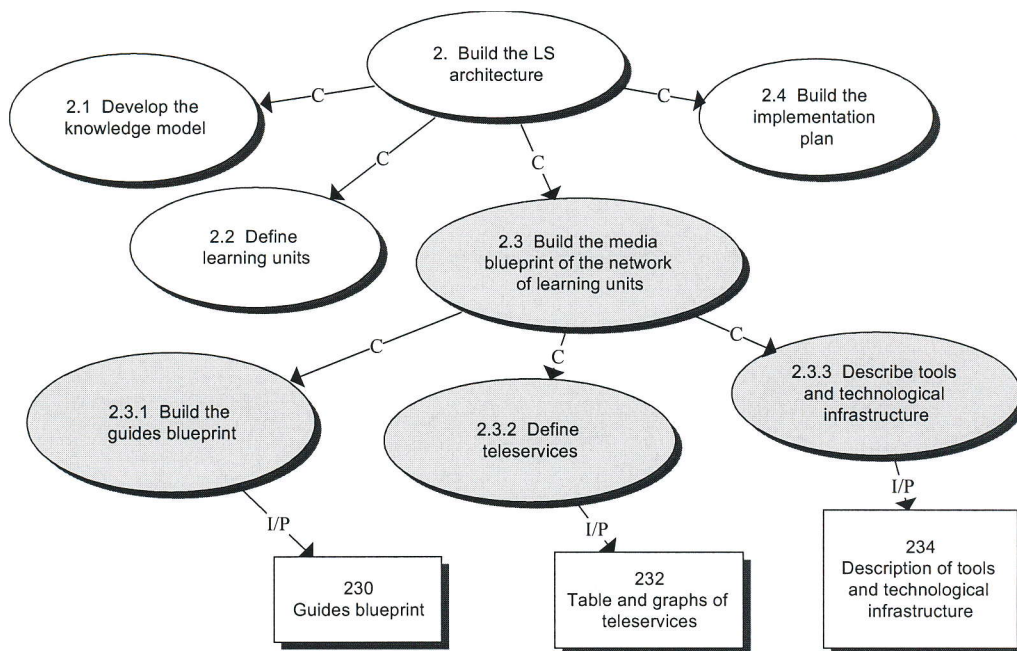 2. Build the LS
architecture
C
C
2.1 Develop the
knowledge model
2.4 Build the
implementation
plan
C
C
2.2 Define
learning units
2.3 Build the media
blueprint of the network
of learning units
C
C
C
2.3.1 Build the
guides blueprint
2.3.2 Define
teleservices
2.3.3 Describe tools
and technological
infrastructure
I/P
I/P
I/P
230
Guides blueprint
232
Table and graphs of
teleservices
234
Description of tools
and technological
infrastructure